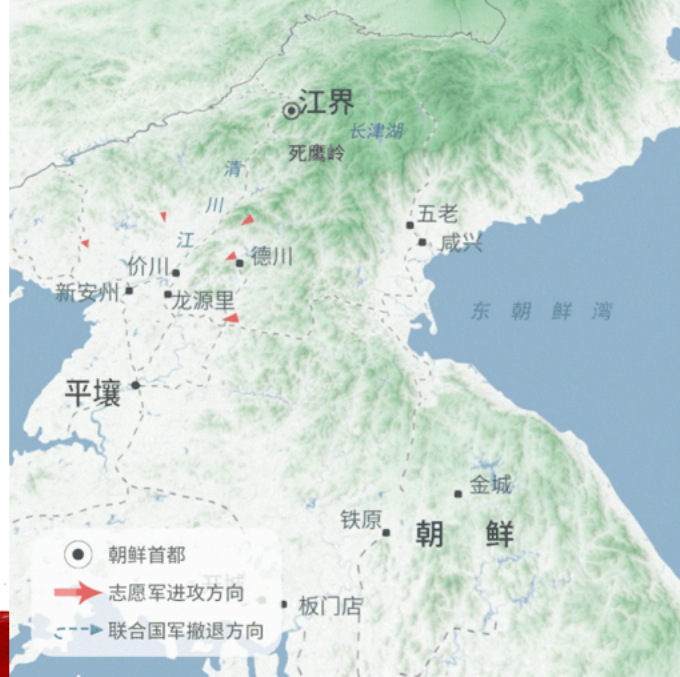 江界
长津湖
死鹰岭
清川江
五老
咸兴
德川
价川
新安州
龙源里
东朝鲜湾
平壤
金城
铁原
朝鲜
板门店
朝鲜首都
志愿军进攻方向
联合国军撤退方向